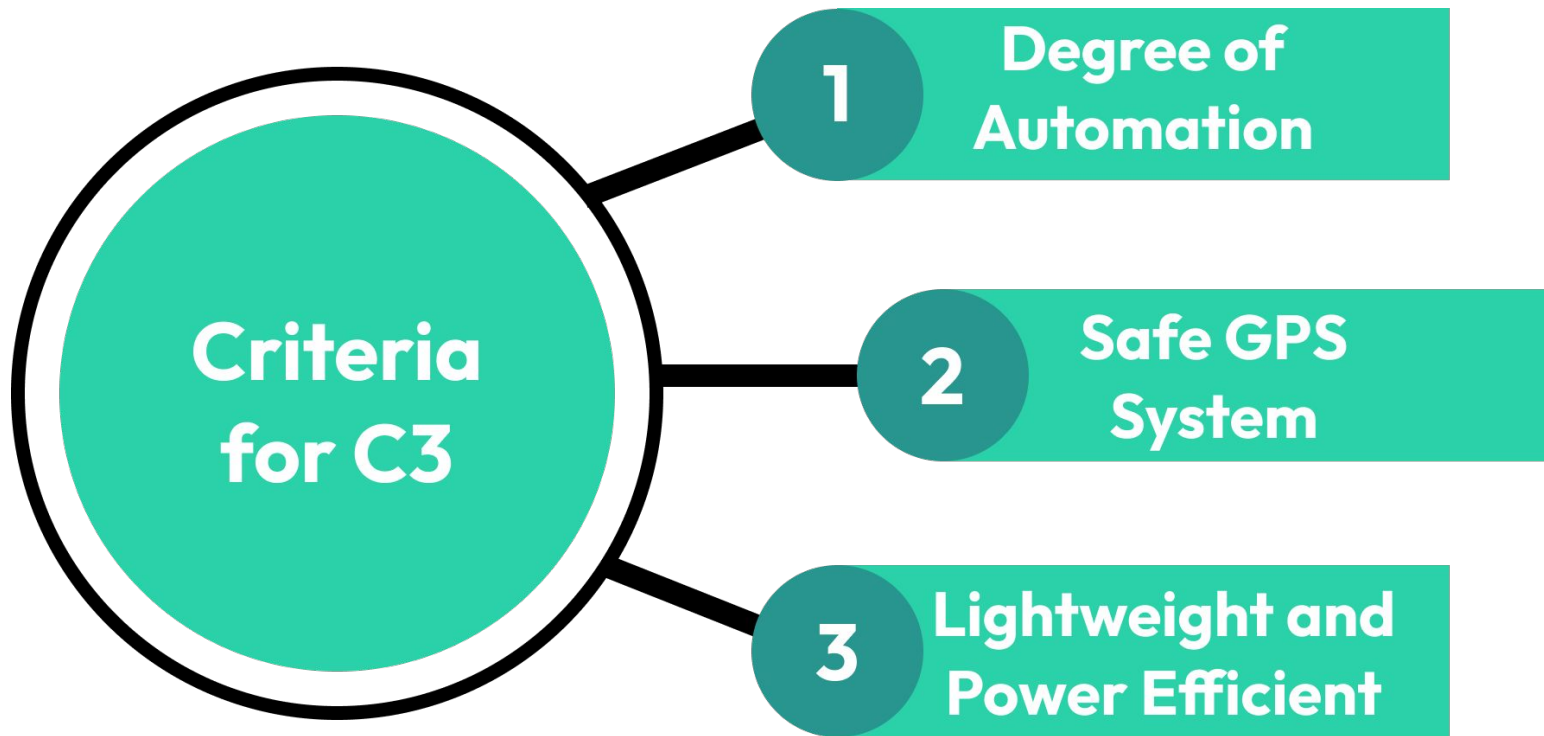 Criteria
for C3
1
Degree of
Automation
2
Safe GPS
System
3
Lightweight and
Power Efficient